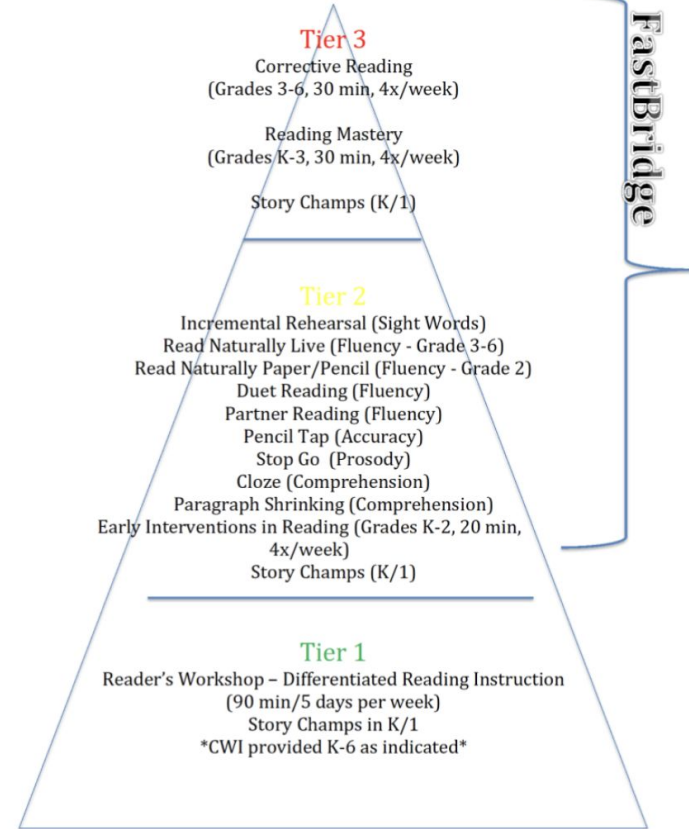 Tier 3
Corrective Reading
(Grades 3-6, 30 min, 4x/week)
Reading Mastery
(Grades K-3, 30 min, 4x/week)
Story Champs (K/1)
FastBridge
Tier 2
Incremental Rehearsal (Sight Words)
Read Naturally Live (Fluency - Grade 3-6)
Read Naturally Paper/Pencil (Fluency - Grade 2)
Duet Reading (Fluency)
Partner Reading (Fluency)
Pencil Tap (Accuracy)
Stop Go (Prosody)
Cloze (Comprehension)
Paragraph Shrinking (Comprehension)
Early Interventions in Reading (Grades K-2, 20 min,
4x/week)
Story Champs (K/1)
Tier 1
Reader's Workshop – Differentiated Reading Instruction
(90 min/5 days per week)
Story Champs in K/1
*CWI provided K-6 as indicated*